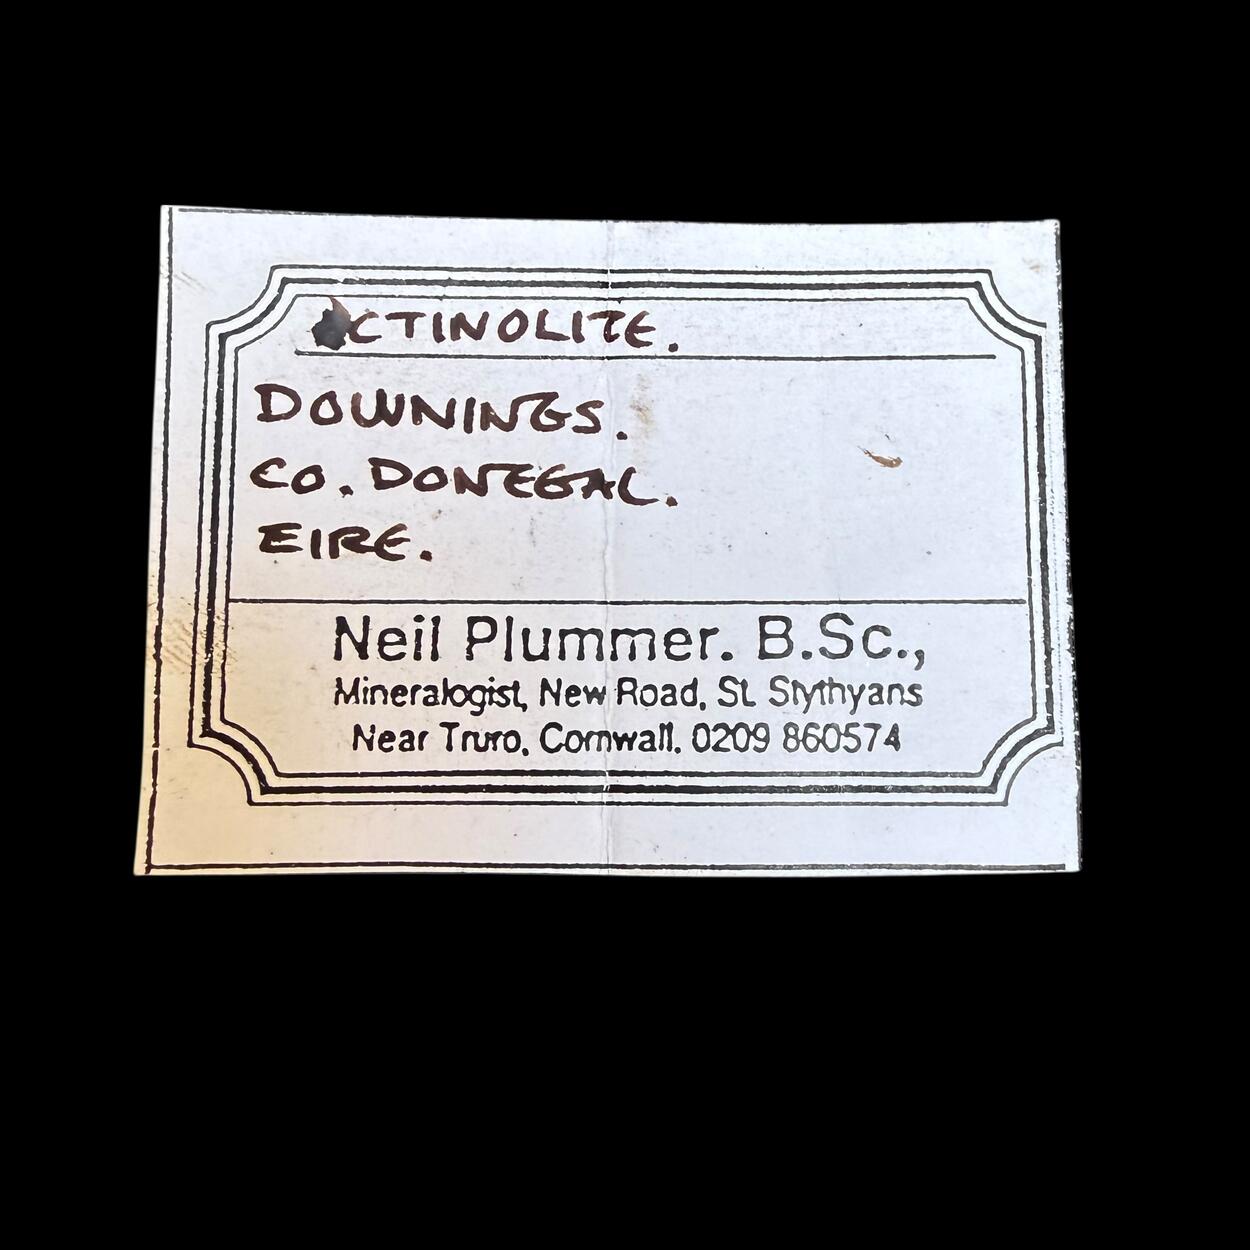 ACTINOLITE.
DOWNINGS.
CO. DONEGAL.
EIRE.
Neil Plummer. B.Sc.,
Mineralogist, New Road, St. Stythyans
Near Truro, Cornwall. 0209 860574